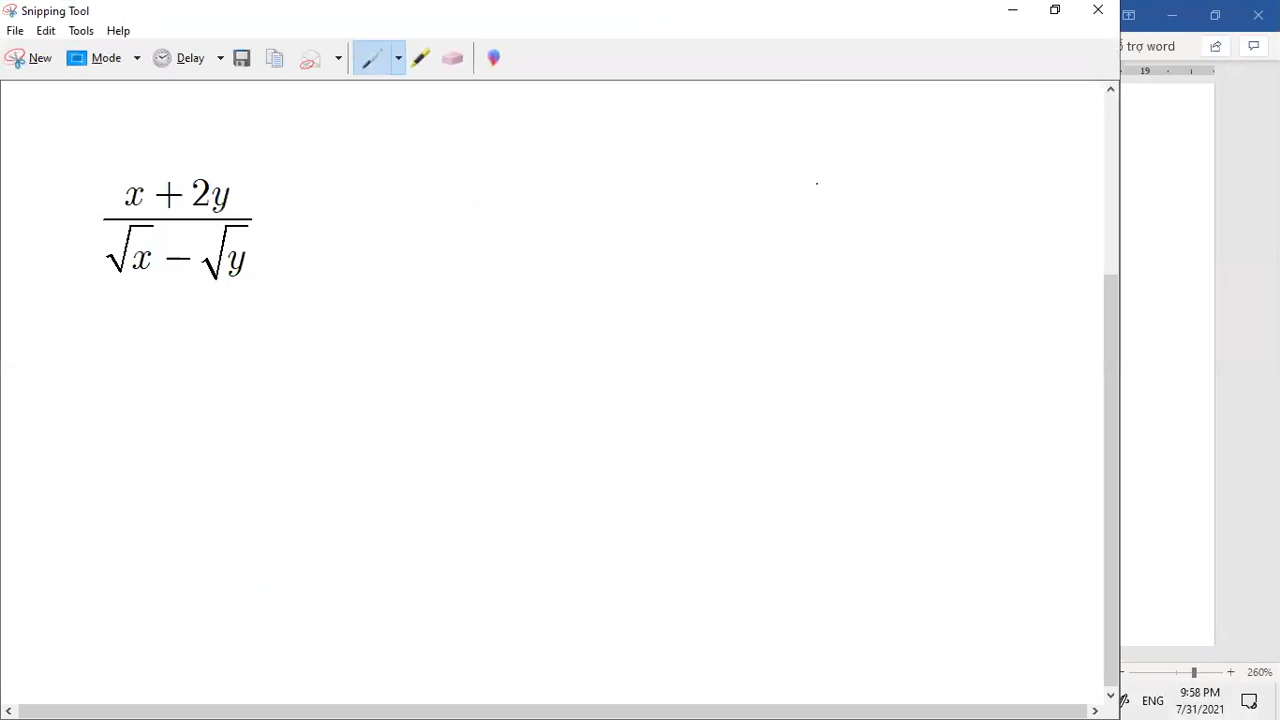 Snipping Tool
File Edit Tools Help
New Mode Delay
ỗ trợ word
19
x + 2y
√x − √y
260%
ENG
9:58 PM
7/31/2021